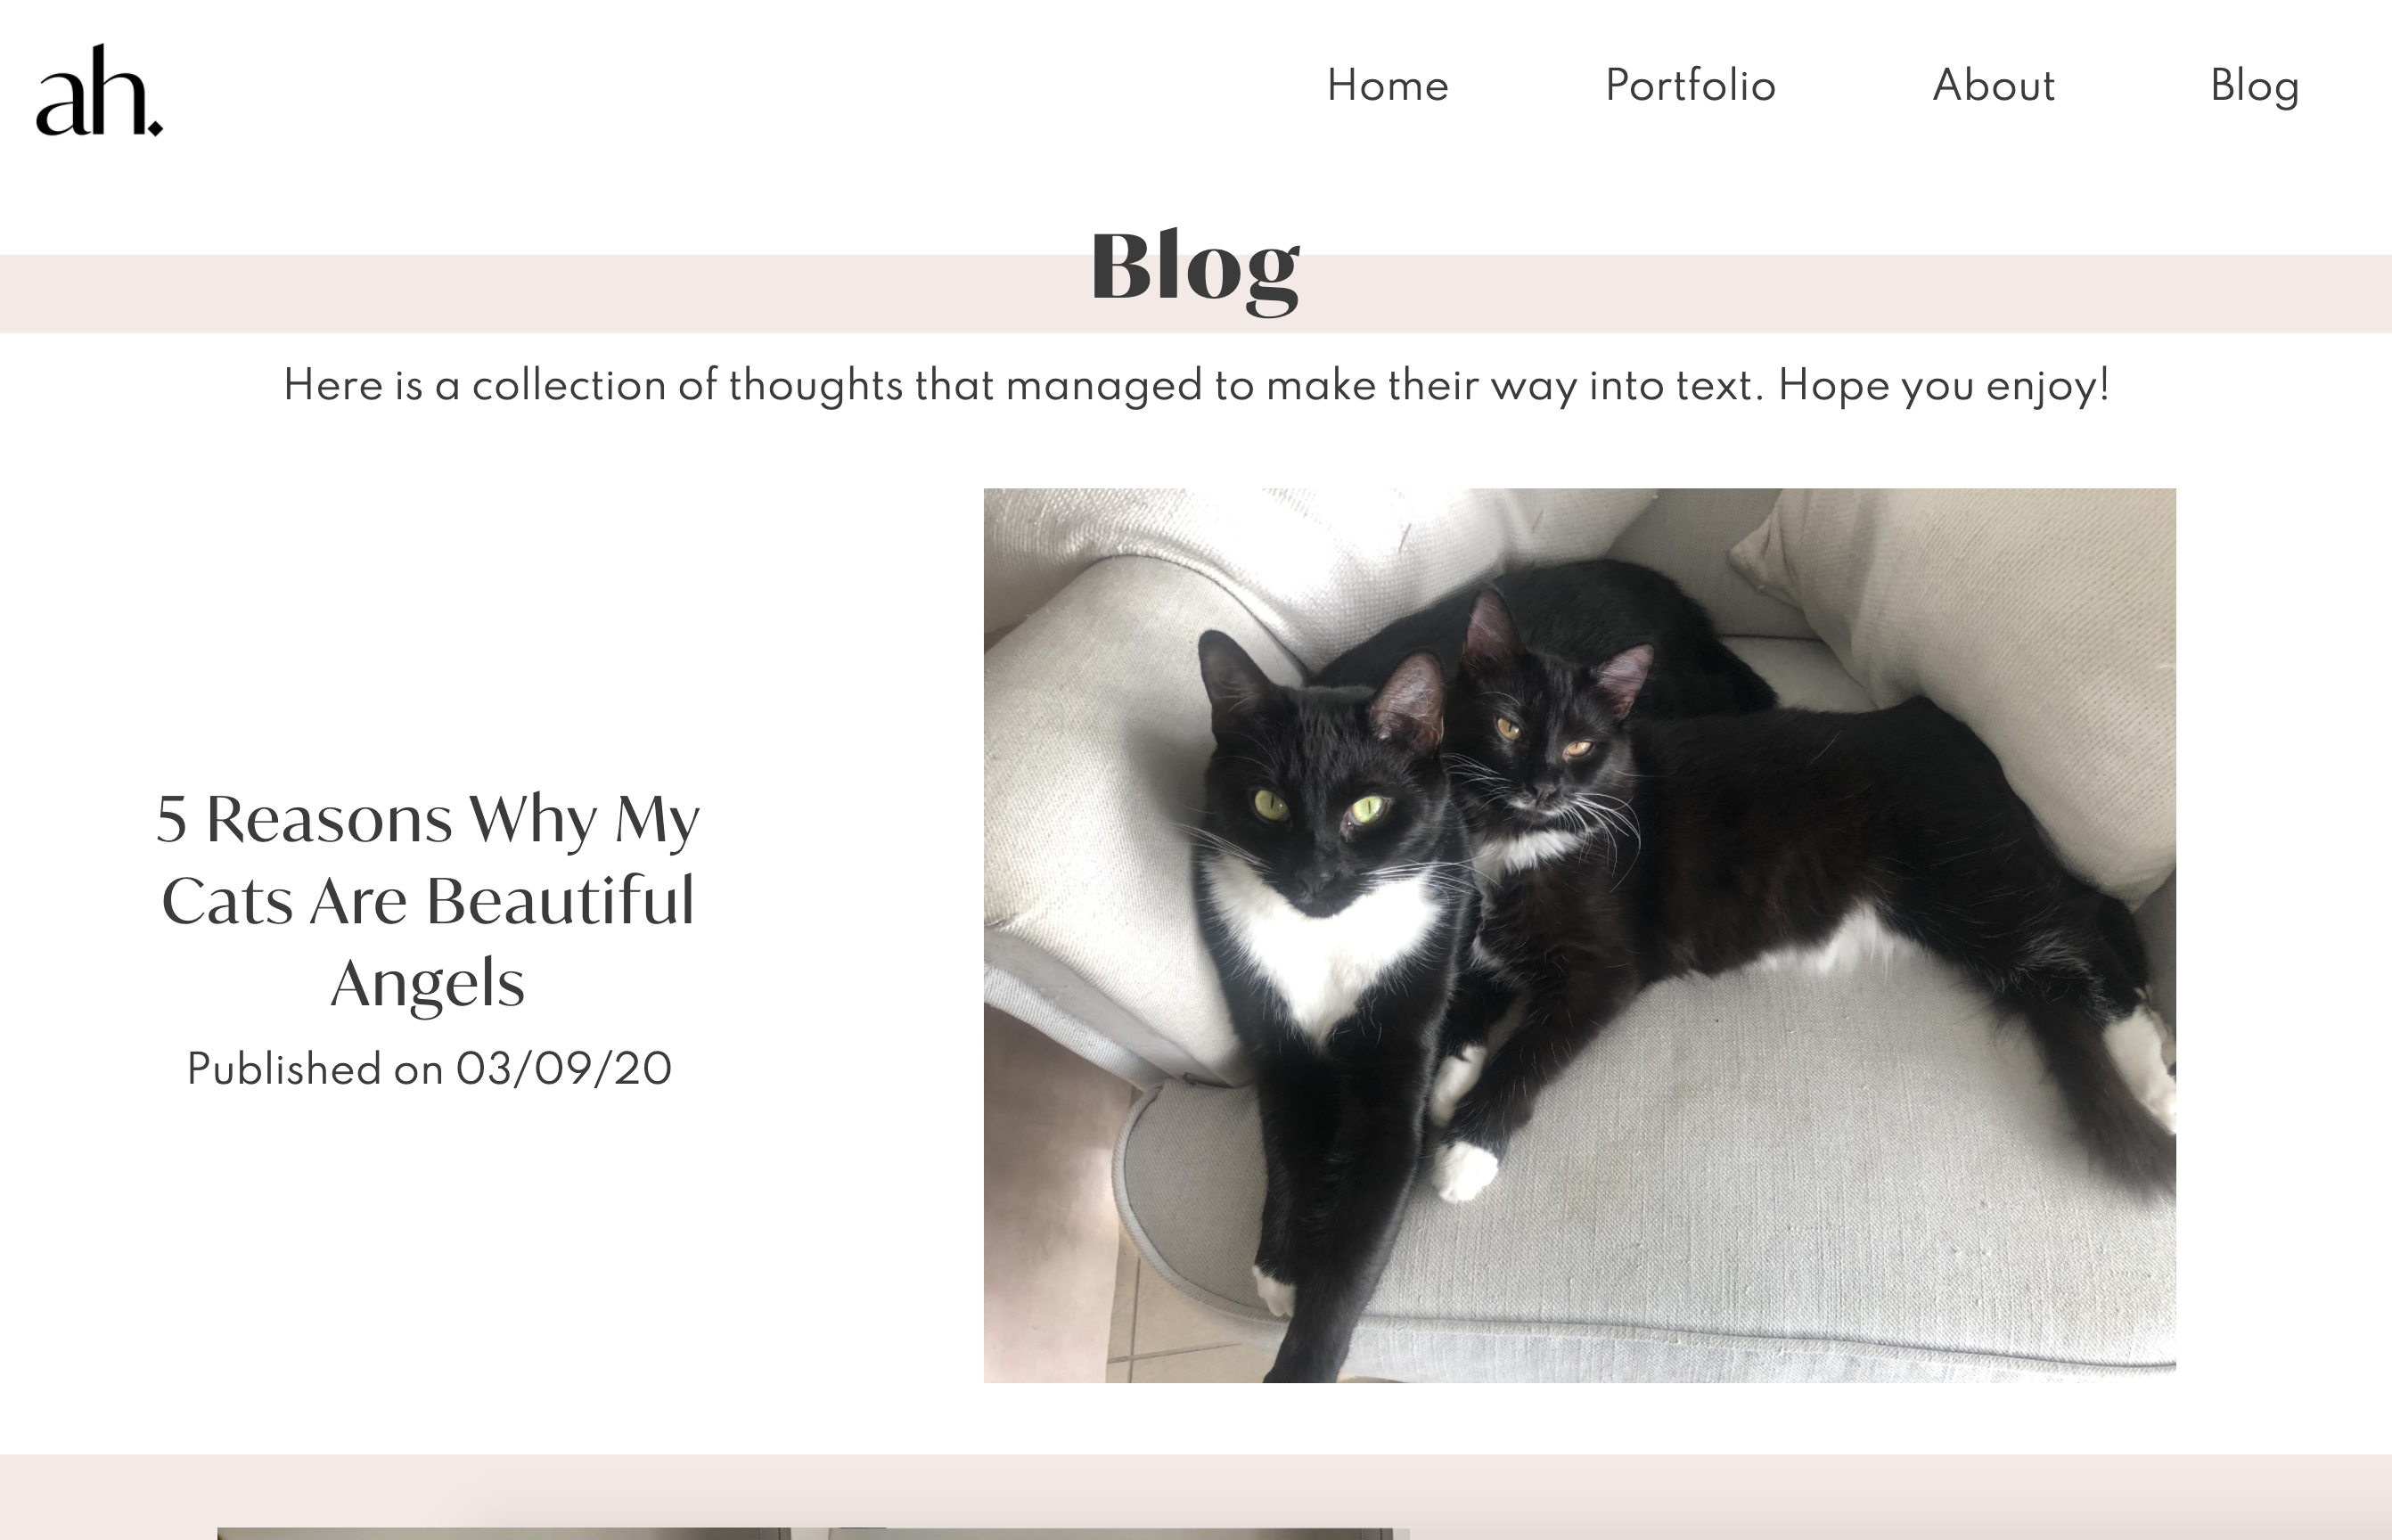 ah.
Home Portfolio About Blog
Blog
Here is a collection of thoughts that managed to make their way into text. Hope you enjoy!
5 Reasons Why My
Cats Are Beautiful
Angels
Published on 03/09/20